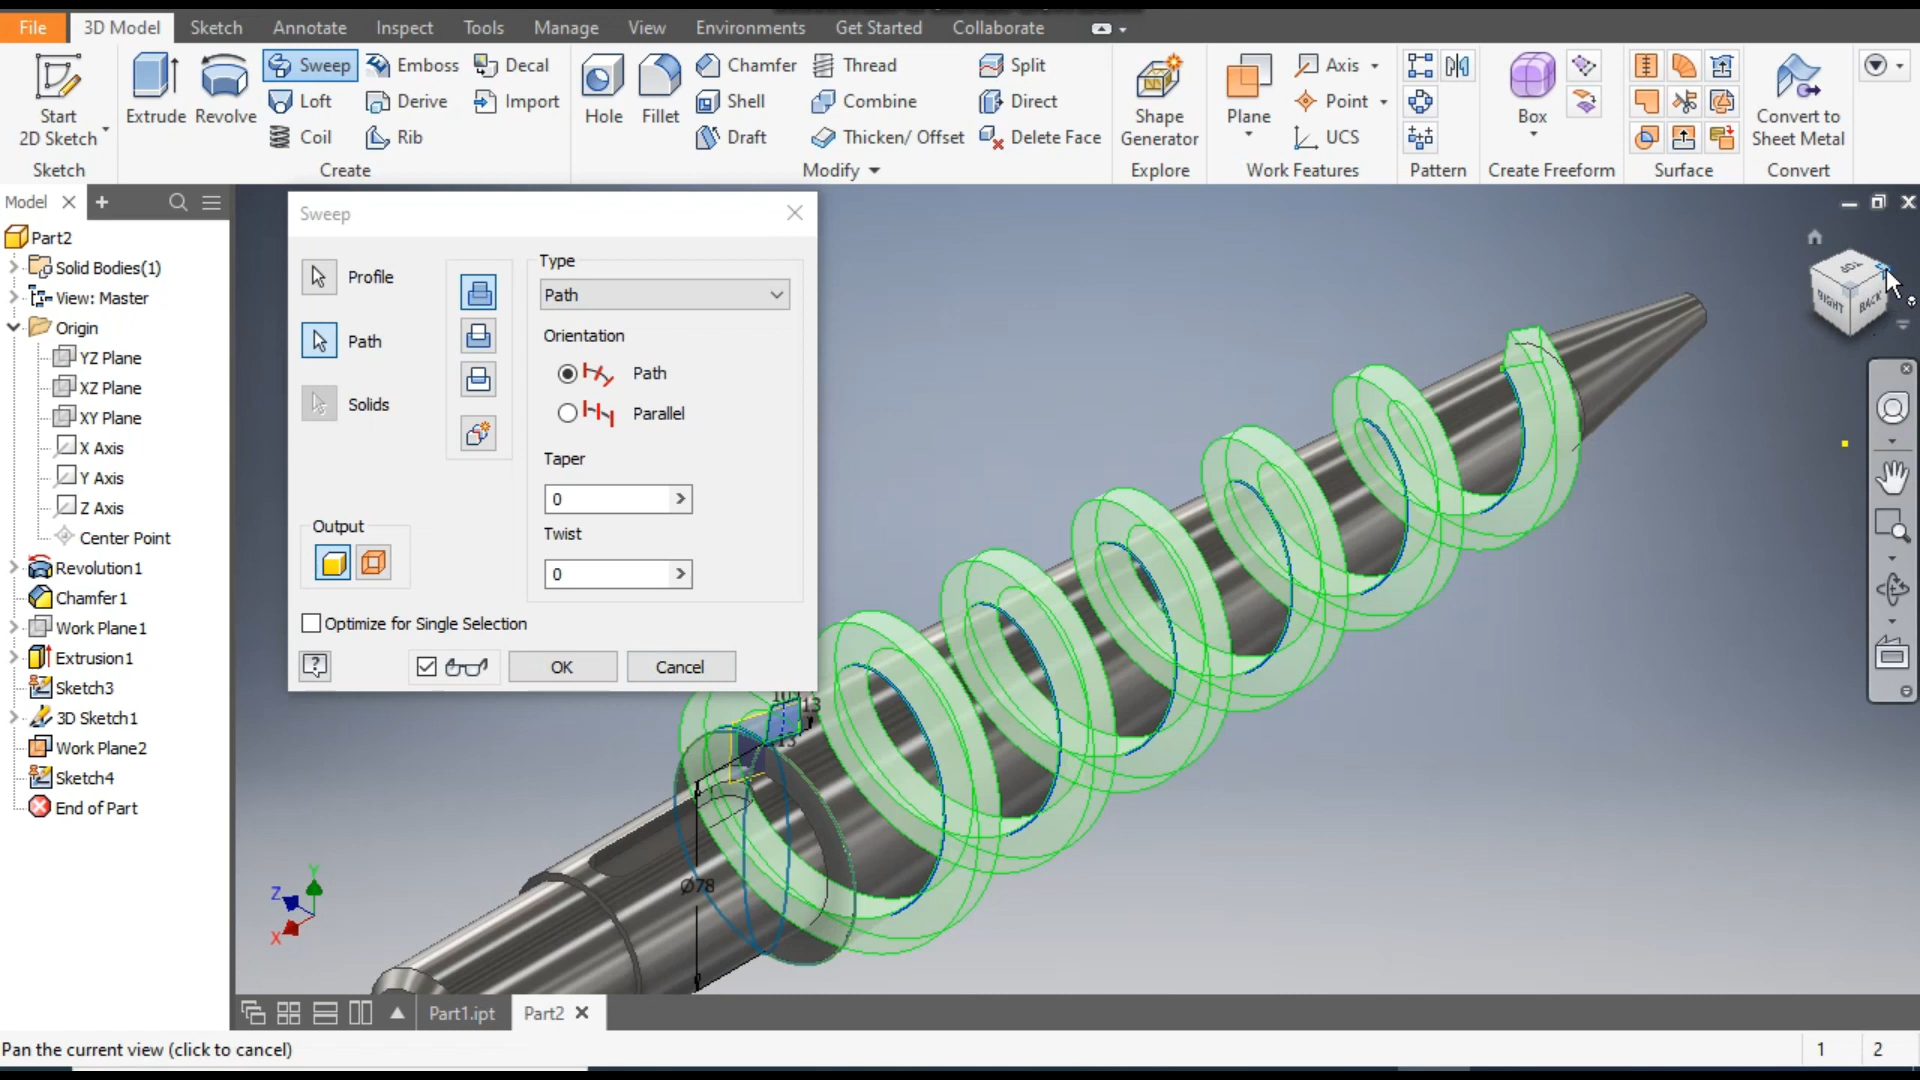 File 3D Model Sketch Annotate Inspect Tools Manage View Environments Get Started Collaborate
Start
2D Sketch
Sketch
Extrude
Revolve
Sweep
Loft
Coil
Emboss
Derive
Rib
Decal
Import
Create
Hole
Fillet
Chamfer
Shell
Draft
Thread
Combine
Thicken/ Offset
Split
Direct
Delete Face
Modify
Shape
Generator
Explore
Plane
Axis
Point
UCS
Work Features
Pattern
Box
Create Freeform
Surface
Convert to
Sheet Metal
Convert
Model
Part2
Solid Bodies(1)
View: Master
Origin
YZ Plane
XZ Plane
XY Plane
X Axis
Y Axis
Z Axis
Center Point
Revolution1
Chamfer1
Work Plane1
Extrusion1
Sketch3
3D Sketch1
Work Plane2
Sketch4
End of Part
Sweep
Profile
Path
Solids
Output
Type
Path
Orientation
Path
Parallel
Taper
0
Twist
0
Optimize for Single Selection
OK
Cancel
TOP
RIGHT
BACK
13
13
Ø78
Y
Z
X
Part1.ipt
Part2
Pan the current view (click to cancel)
1 2